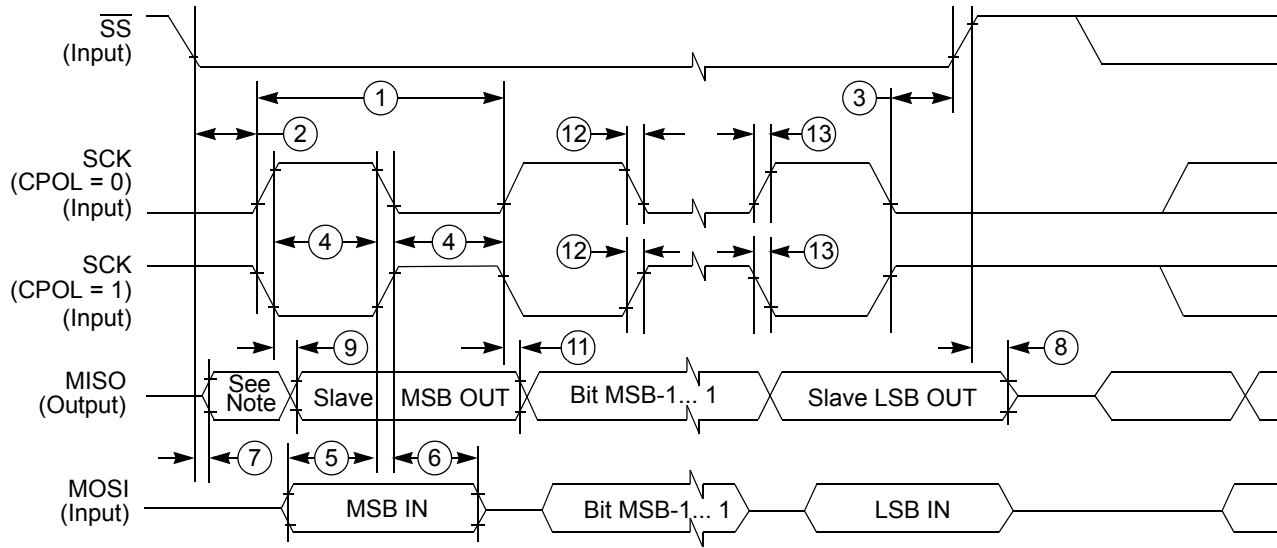 SS
(Input)
1
3
2
12
13
SCK
(CPOL = 0)
(Input)
4
4
12
13
SCK
(CPOL = 1)
(Input)
9
11
8
MISO
(Output)
See
Note
Slave
MSB OUT
Bit MSB-1... 1
Slave LSB OUT
7
5
6
MOSI
(Input)
MSB IN
Bit MSB-1... 1
LSB IN